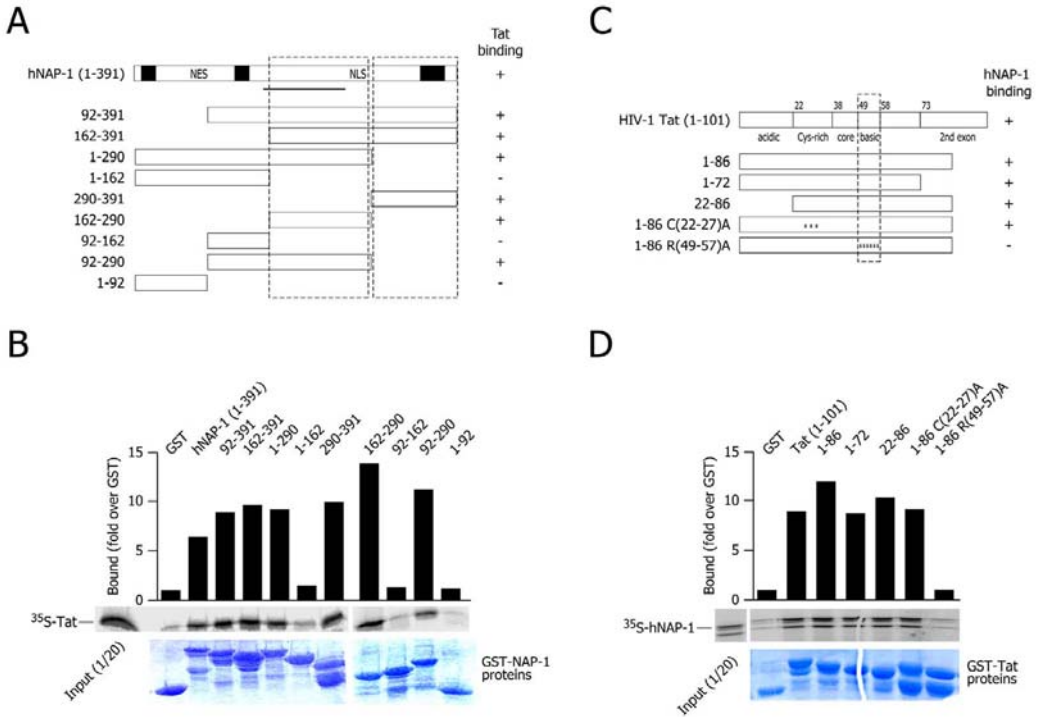 A
Tat
binding
hNAP-1 (1-391) NES NLS +
92-391 +
162-391 +
1-290 +
1-162 -
290-391 +
162-290 +
92-162 -
92-290 +
1-92 -
B
Bound (fold over GST)
15
10
5
0
GST
hNAP-1 (1-391)
92-391
162-391
1-290
1-162
290-391
162-290
92-162
92-290
1-92
35S-Tat
Input (1/20)
GST-NAP-1
proteins
C
hNAP-1
binding
22 38 49 58 73
HIV-1 Tat (1-101) +
acidic Cys-rich core basic 2nd exon
1-86 +
1-72 +
22-86 +
1-86 C(22-27)A +
1-86 R(49-57)A -
D
Bound (fold over GST)
15
10
5
0
GST
Tat (1-101)
1-86
1-72
22-86
1-86 C(22-27)A
1-86 R(49-57)A
35S-hNAP-1
Input (1/20)
GST-Tat
proteins